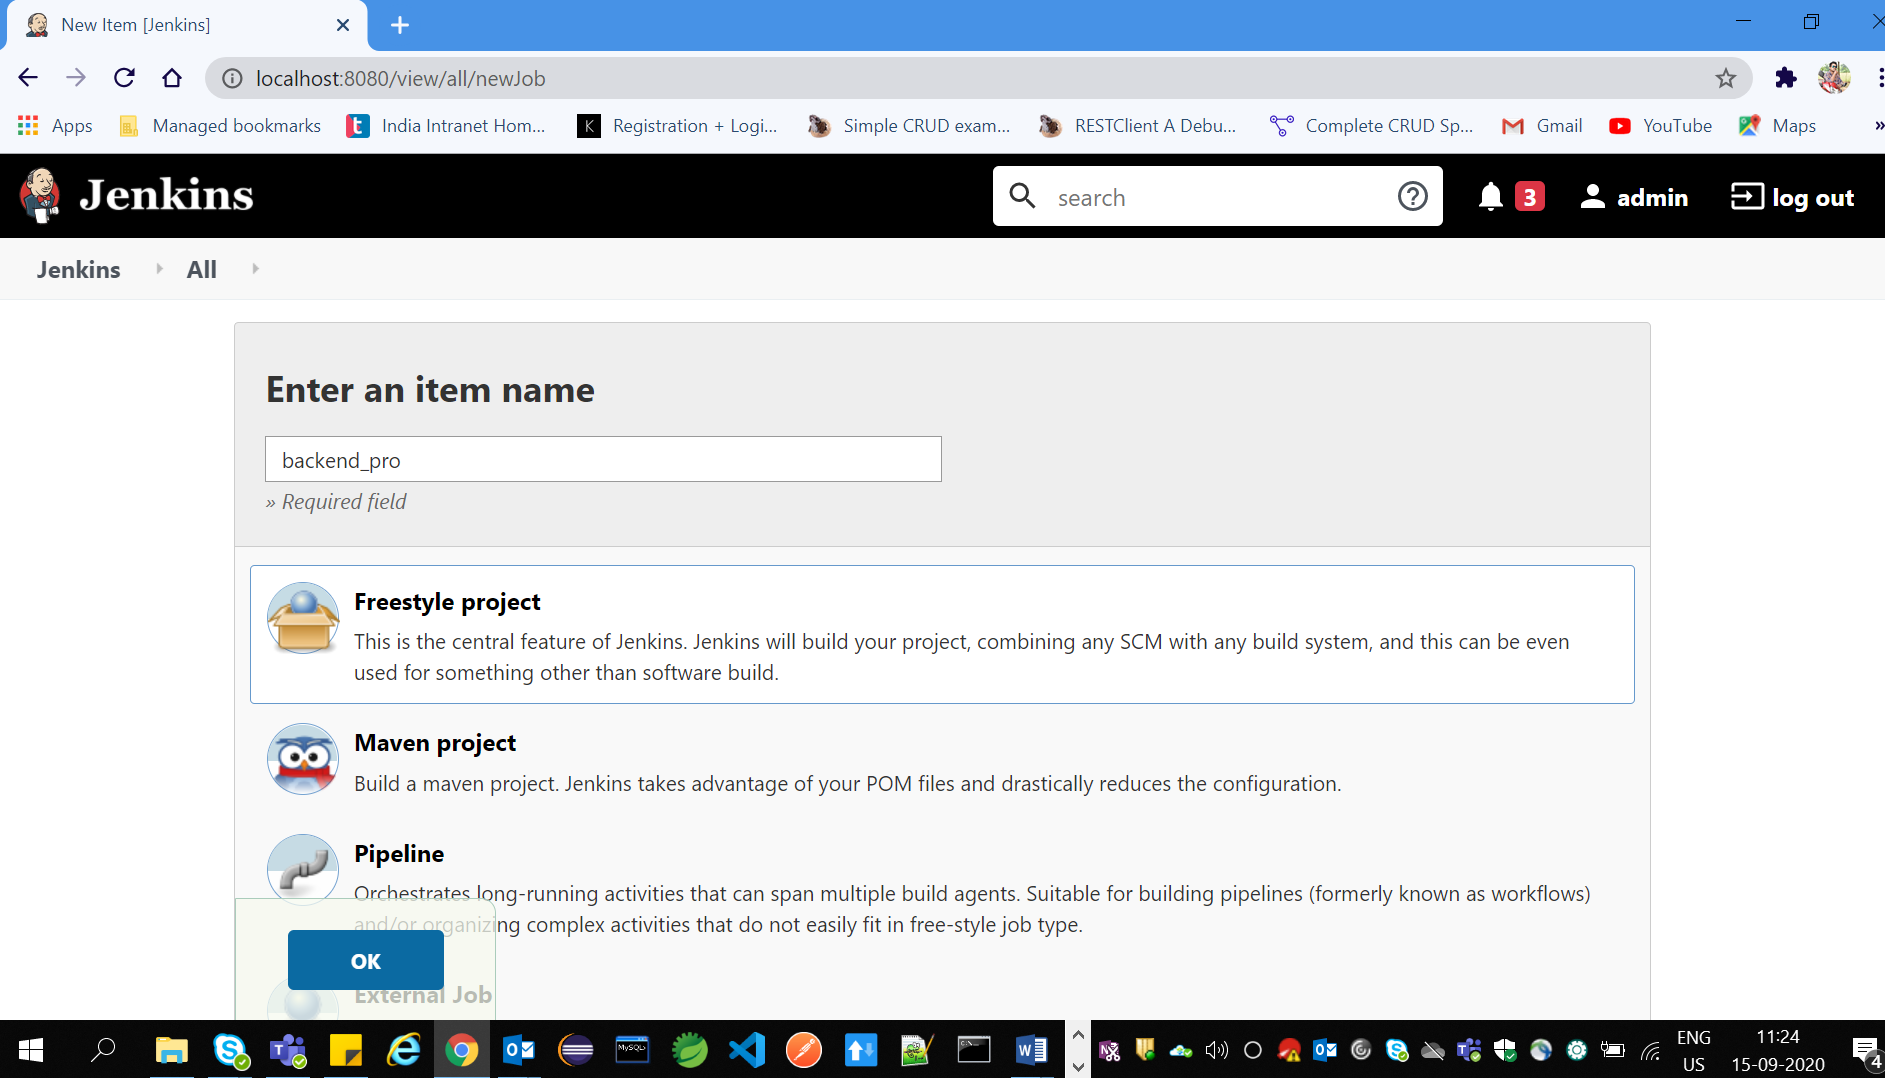 New Item [Jenkins]
localhost:8080/view/all/newJob
Apps Managed bookmarks India Intranet Hom... K Registration + Logi... Simple CRUD exam... RESTClient A Debu... Complete CRUD Sp... Gmail YouTube Maps »
Jenkins search 3 admin log out
Jenkins All
Enter an item name
backend_pro
» Required field
Freestyle project
This is the central feature of Jenkins. Jenkins will build your project, combining any SCM with any build system, and this can be even
used for something other than software build.
Maven project
Build a maven project. Jenkins takes advantage of your POM files and drastically reduces the configuration.
Pipeline
Orchestrates long-running activities that can span multiple build agents. Suitable for building pipelines (formerly known as workflows)
and/or organizing complex activities that do not easily fit in free-style job type.
OK
External Job
ENG 11:24
US 15-09-2020
4